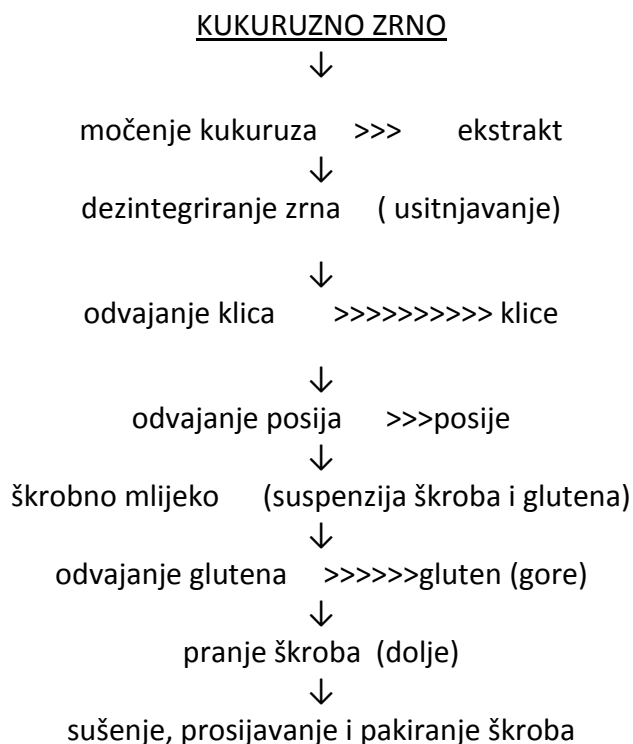 KUKURUZNO ZRNO
↓
močenje kukuruza >>> ekstrakt
↓
dezintegriranje zrna ( usitnjavanje)
↓
odvajanje klica >>>>>>>>>> klice
↓
odvajanje posija >>>posije
↓
škrobno mlijeko (suspenzija škroba i glutena)
↓
odvajanje glutena >>>>>>gluten (gore)
↓
pranje škroba (dolje)
↓
sušenje, prosijavanje i pakiranje škroba